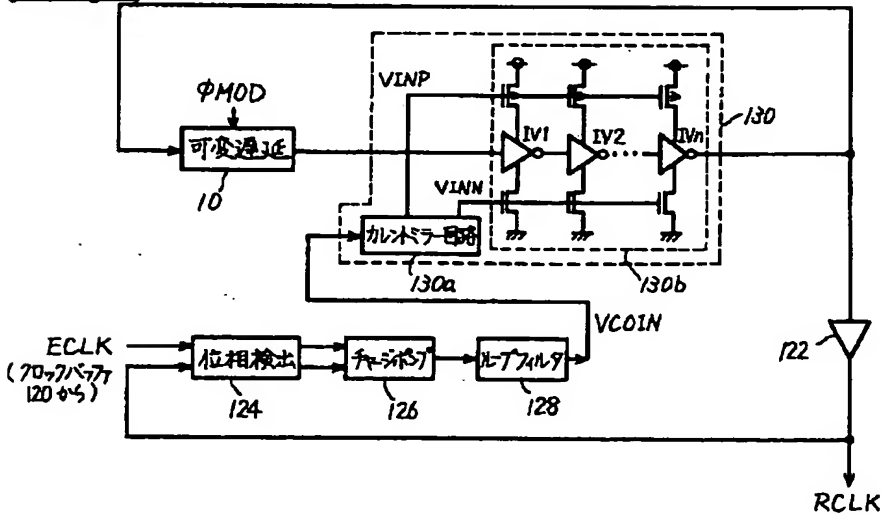 VINP
130
ΦMOD
可変遅延
10
IV1
IV2
IVn
VINN
カレントミラー回路
130a
130b
VCOIN
ECLK
(クロックバッファ
120から)
位相検出
124
チャージポンプ
126
ループフィルタ
128
122
RCLK